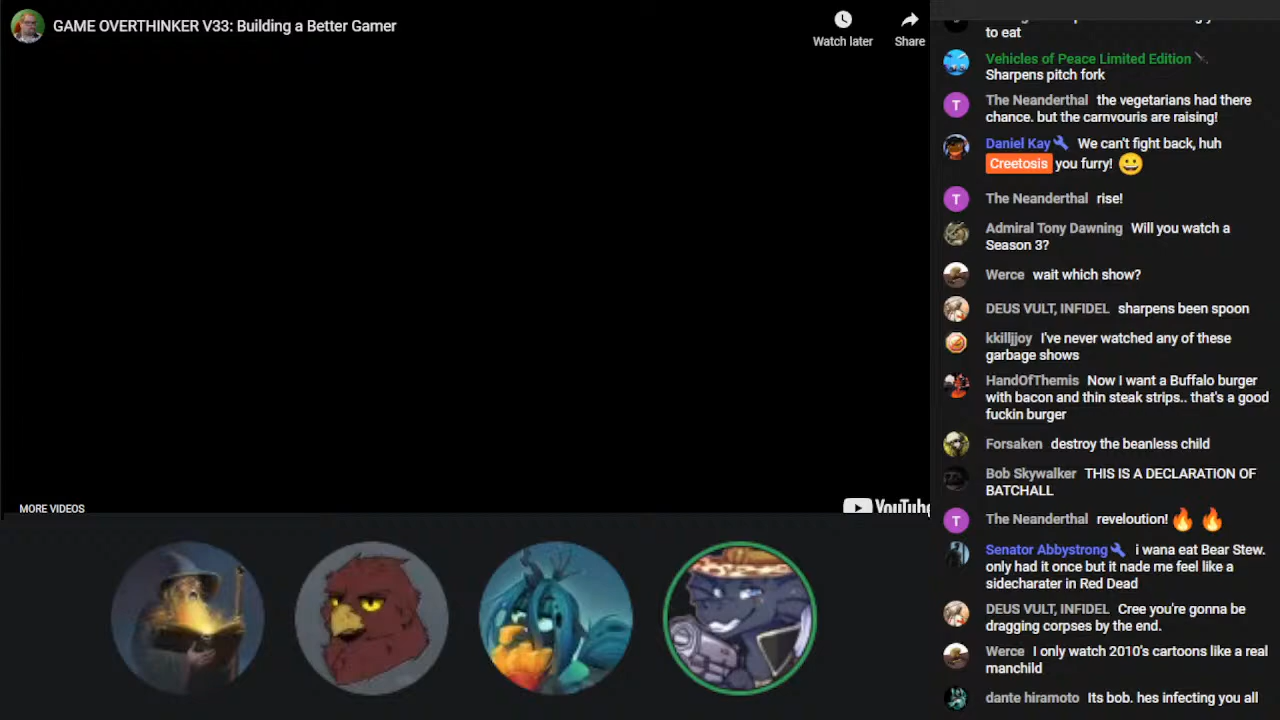 GAME OVERTHINKER V33: Building a Better Gamer
Watch later
Share
MORE VIDEOS
YouTube
to eat
Vehicles of Peace Limited Edition
Sharpens pitch fork
T The Neanderthal the vegetarians had there
chance. but the carnvouris are raising!
Daniel Kay We can't fight back, huh
Creetosis you furry! 😀
T The Neanderthal rise!
Admiral Tony Dawning Will you watch a
Season 3?
Werce wait which show?
DEUS VULT, INFIDEL sharpens been spoon
kkilljjoy I've never watched any of these
garbage shows
HandOfThemis Now I want a Buffalo burger
with bacon and thin steak strips.. that's a good
fuckin burger
Forsaken destroy the beanless child
Bob Skywalker THIS IS A DECLARATION OF
BATCHALL
T The Neanderthal reveloution! 🔥 🔥
Senator Abbystrong i wana eat Bear Stew.
only had it once but it nade me feel like a
sidecharater in Red Dead
DEUS VULT, INFIDEL Cree you're gonna be
dragging corpses by the end.
Werce I only watch 2010's cartoons like a real
manchild
dante hiramoto Its bob. hes infecting you all